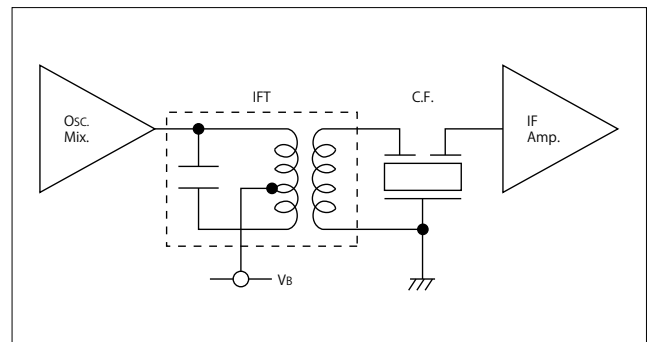 IFT
C.F.
Osc.
Mix.
IF
Amp.
VB